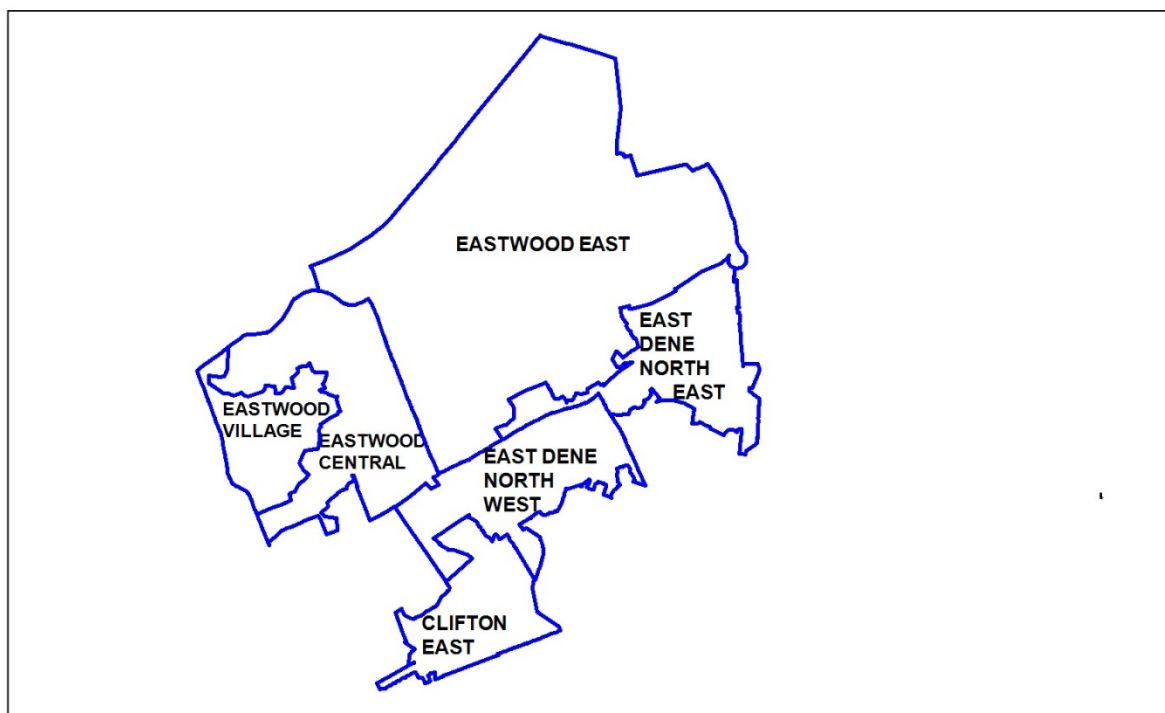 EASTWOOD EAST
EAST
DENE
NORTH
EAST
EASTWOOD
VILLAGE
EASTWOOD
CENTRAL
EAST DENE
NORTH
WEST
CLIFTON
EAST